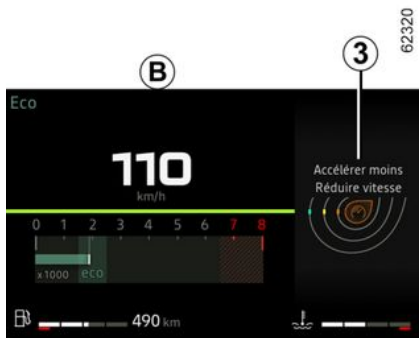 62320
B
3
Eco
110
km/h
Accélérer moins
Réduire vitesse
0 1 2 3 4 5 6 7 8
x 1000 eco
490 km